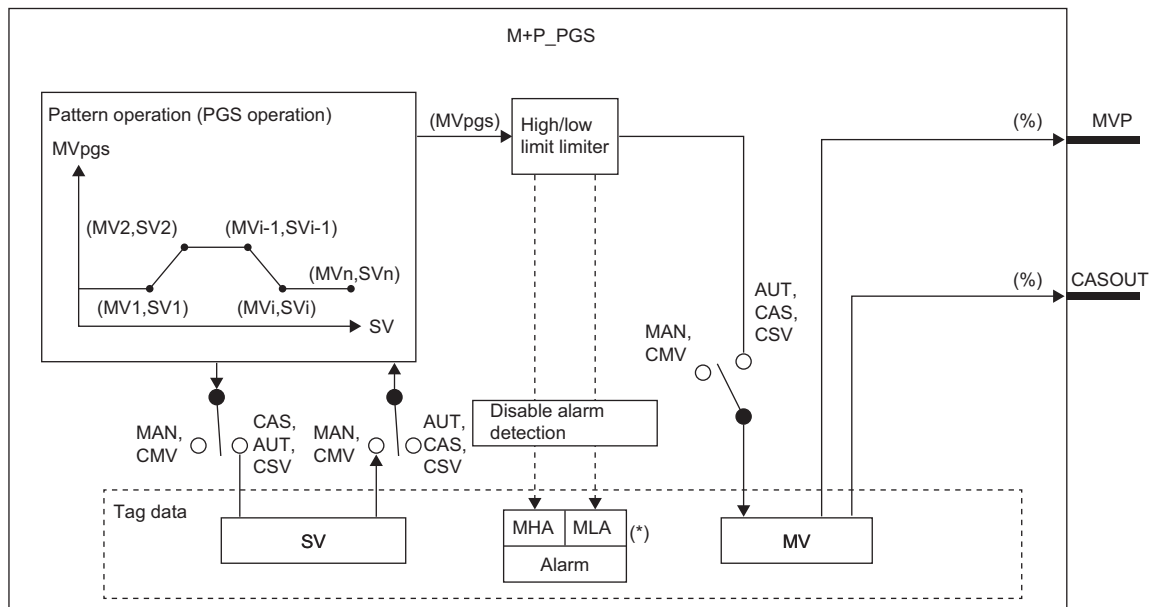 M+P_PGS
Pattern operation (PGS operation)
MVpgs
(MV2,SV2)
(MVi-1,SVi-1)
(MVn,SVn)
(MV1,SV1)
(MVi,SVi)
SV
(MVpgs)
High/low
limit limiter
(%)
MVP
(%)
CASOUT
AUT,
CAS,
CSV
MAN,
CMV
Disable alarm
detection
MAN,
CMV
CAS,
AUT,
CSV
MAN,
CMV
AUT,
CAS,
CSV
Tag data
SV
MHA
MLA
(*)
Alarm
MV